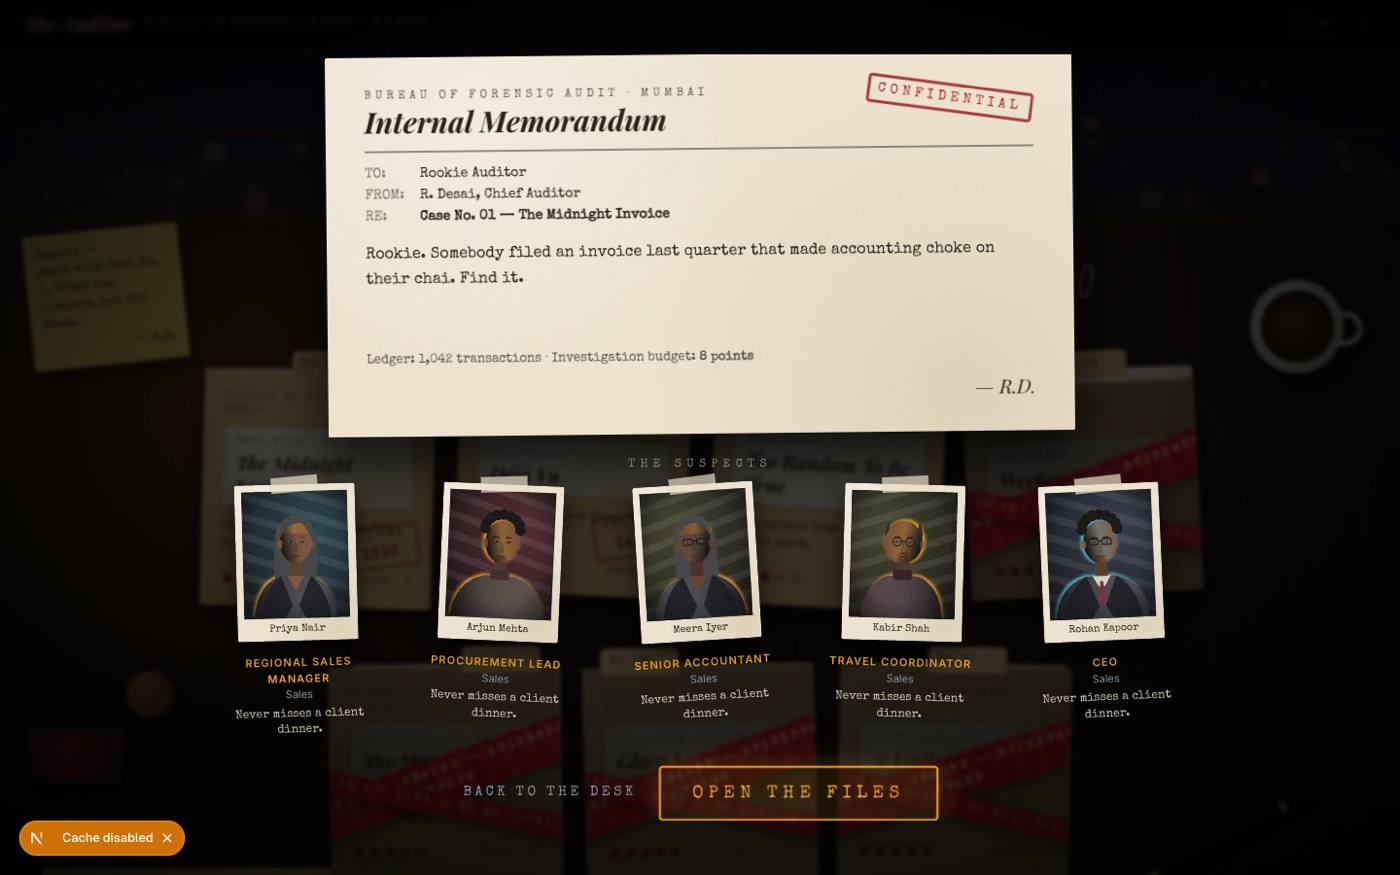 The Auditor
BUREAU OF FORENSIC AUDIT · MUMBAI
CONFIDENTIAL
Internal Memorandum
TO: Rookie Auditor
FROM: R. Desai, Chief Auditor
RE: Case No. 01 — The Midnight Invoice
Rookie. Somebody filed an invoice last quarter that made accounting choke on
their chai. Find it.
Ledger: 1,042 transactions · Investigation budget: 8 points
— R.D.
THE SUSPECTS
Priya Nair
Arjun Mehta
Meera Iyer
Kabir Shah
Rohan Kapoor
REGIONAL SALES
MANAGER
Sales
Never misses a client
dinner.
PROCUREMENT LEAD
Sales
Never misses a client
dinner.
SENIOR ACCOUNTANT
Sales
Never misses a client
dinner.
TRAVEL COORDINATOR
Sales
Never misses a client
dinner.
CEO
Sales
Never misses a client
dinner.
BACK TO THE DESK
OPEN THE FILES
N Cache disabled ×